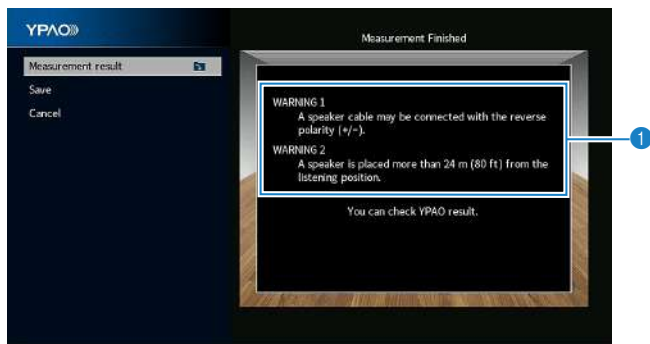 YPAO
Measurement Finished
Measurement result
Save
Cancel
WARNING 1
A speaker cable may be connected with the reverse
polarity (+/-).
WARNING 2
A speaker is placed more than 24 m (80 ft) from the
listening position.
You can check YPAO result.
1